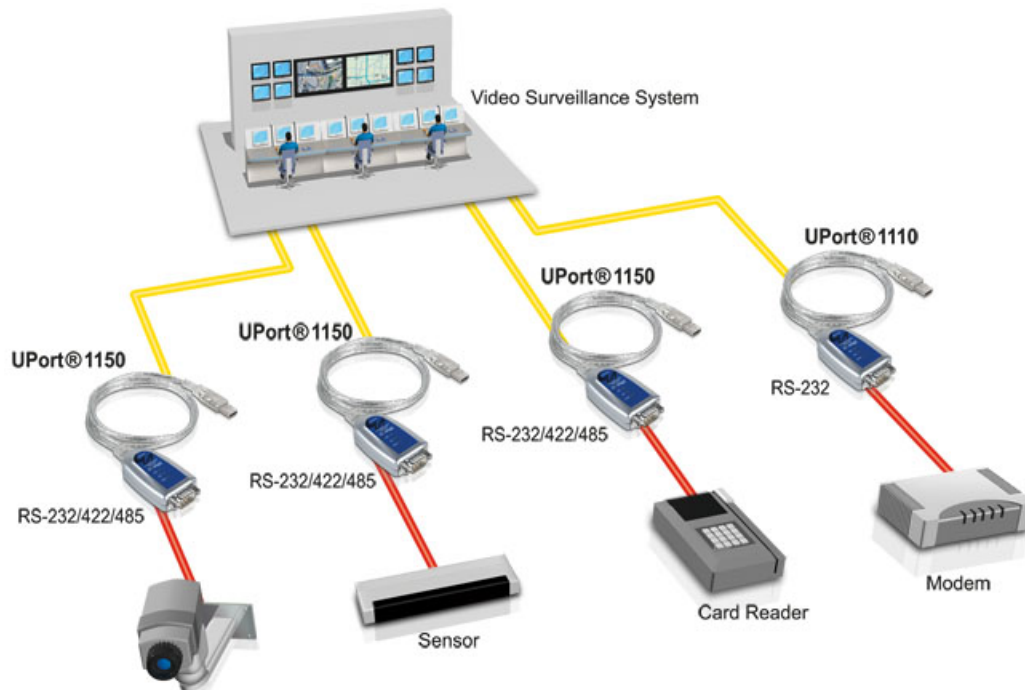 Video Surveillance System
UPort®1110
UPort®1150
UPort®1150
UPort®1150
RS-232
RS-232/422/485
RS-232/422/485
RS-232/422/485
Modem
Card Reader
Sensor